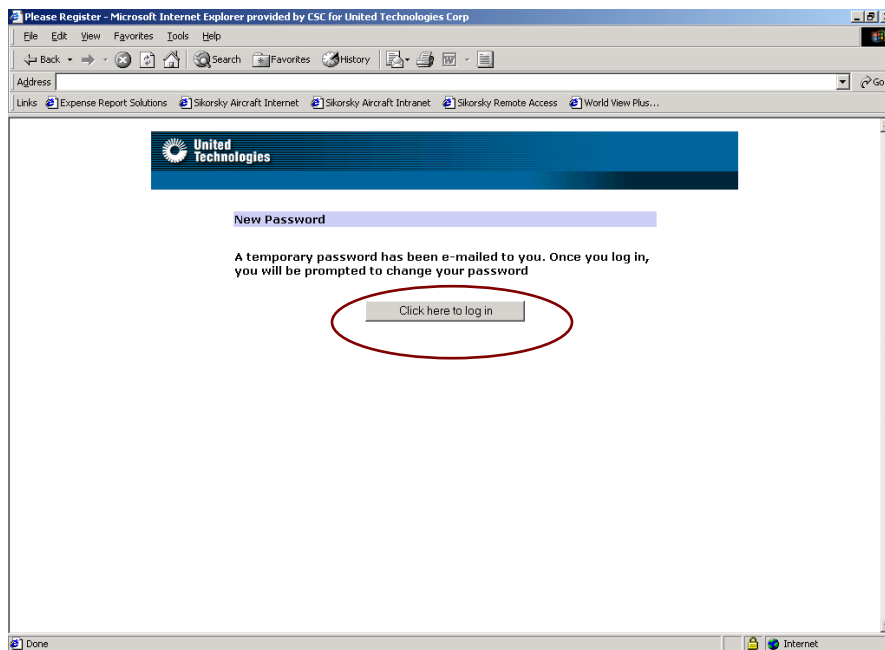 Please Register - Microsoft Internet Explorer provided by CSC for United Technologies Corp
File Edit View Favorites Tools Help
Back Search Favorites History
Address Go
Links Expense Report Solutions Sikorsky Aircraft Internet Sikorsky Aircraft Intranet Sikorsky Remote Access World View Plus...
United
Technologies
New Password
A temporary password has been e-mailed to you. Once you log in,
you will be prompted to change your password
Click here to log in
Done Internet